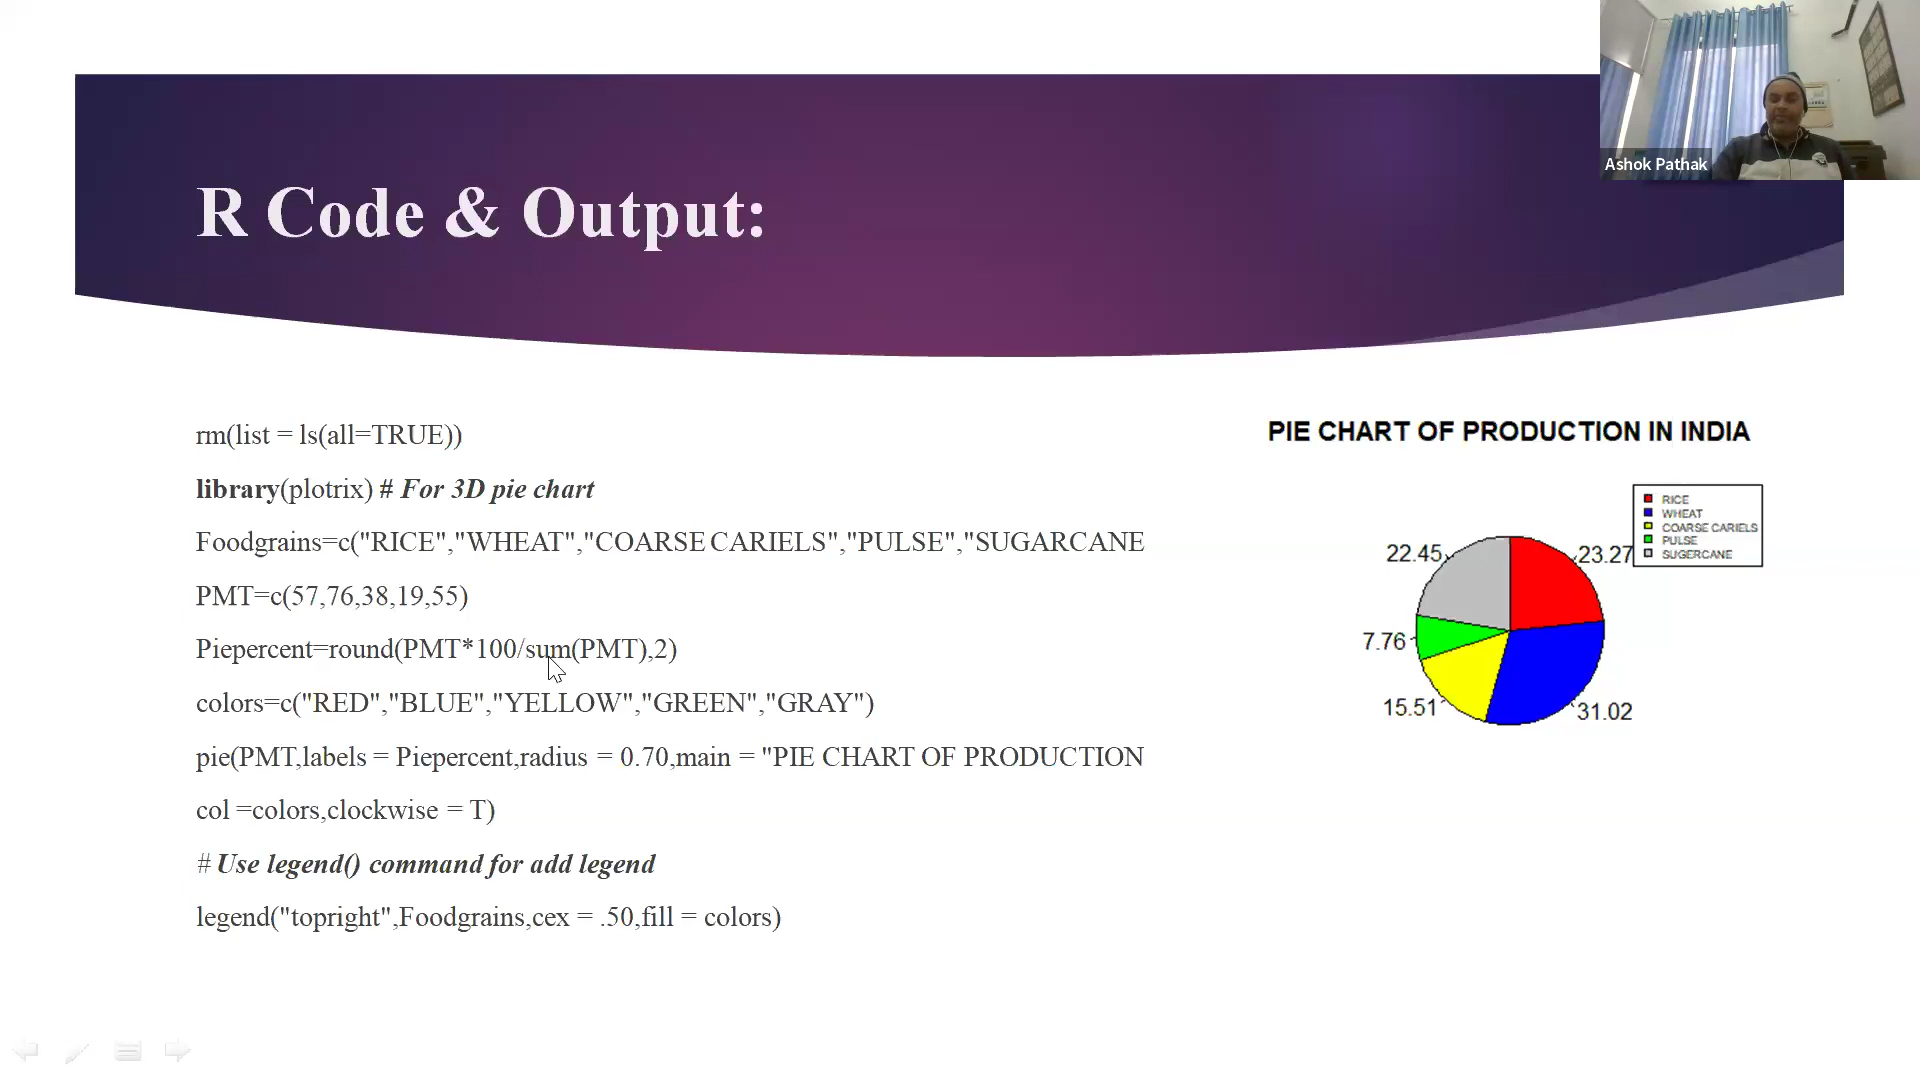 Ashok Pathak
R Code & Output:
rm(list = ls(all=TRUE))
library(plotrix) # For 3D pie chart
Foodgrains=c("RICE","WHEAT","COARSE CARIELS","PULSE","SUGARCANE
PMT=c(57,76,38,19,55)
Piepercent=round(PMT*100/sum(PMT),2)
colors=c("RED","BLUE","YELLOW","GREEN","GRAY")
pie(PMT,labels = Piepercent,radius = 0.70,main = "PIE CHART OF PRODUCTION
col =colors,clockwise = T)
# Use legend() command for add legend
legend("topright",Foodgrains,cex = .50,fill = colors)
PIE CHART OF PRODUCTION IN INDIA
RICE
WHEAT
COARSE CARIELS
PULSE
SUGERCANE
22.45
23.27
7.76
15.51
31.02